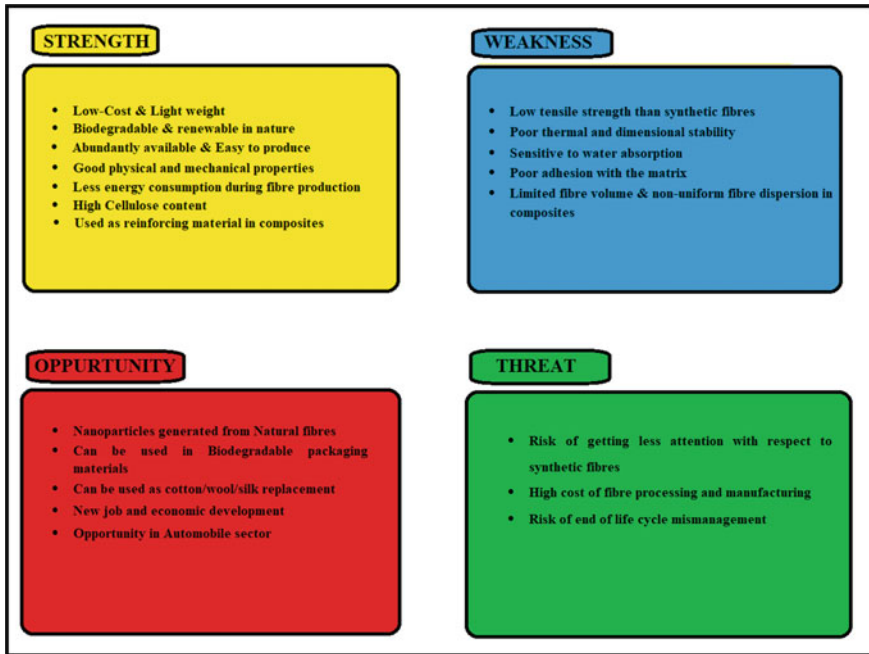 STRENGTH
• Low-Cost & Light weight
• Biodegradable & renewable in nature
• Abundantly available & Easy to produce
• Good physical and mechanical properties
• Less energy consumption during fibre production
• High Cellulose content
• Used as reinforcing material in composites
WEAKNESS
• Low tensile strength than synthetic fibres
• Poor thermal and dimensional stability
• Sensitive to water absorption
• Poor adhesion with the matrix
• Limited fibre volume & non-uniform fibre dispersion in
composites
OPPURTUNITY
• Nanoparticles generated from Natural fibres
• Can be used in Biodegradable packaging
materials
• Can be used as cotton/wool/silk replacement
• New job and economic development
• Opportunity in Automobile sector
THREAT
• Risk of getting less attention with respect to
synthetic fibres
• High cost of fibre processing and manufacturing
• Risk of end of life cycle mismanagement